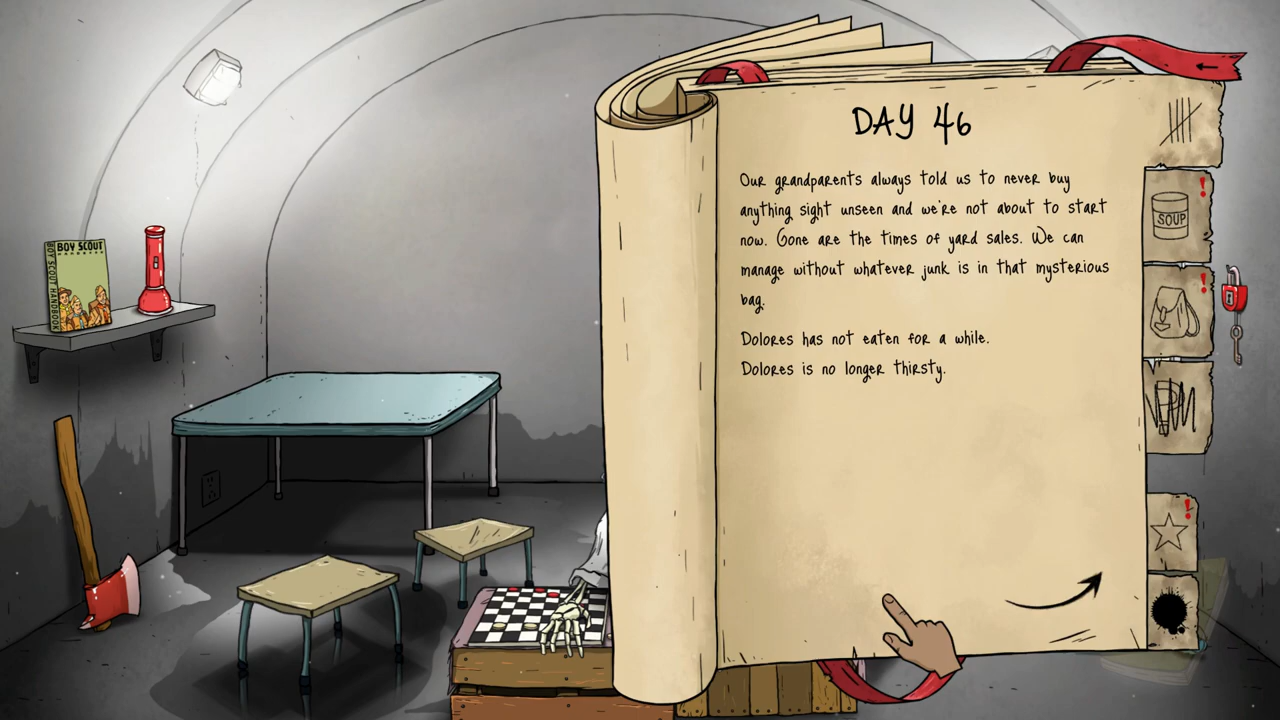 DAY 46
Our grandparents always told us to never buy
anything sight unseen and we're not about to start
now. Gone are the times of yard sales. We can
manage without whatever junk is in that mysterious
bag.
Dolores has not eaten for a while.
Dolores is no longer thirsty.
SOUP
BOY SCOUT
BOY SCOUT HANDBOOK